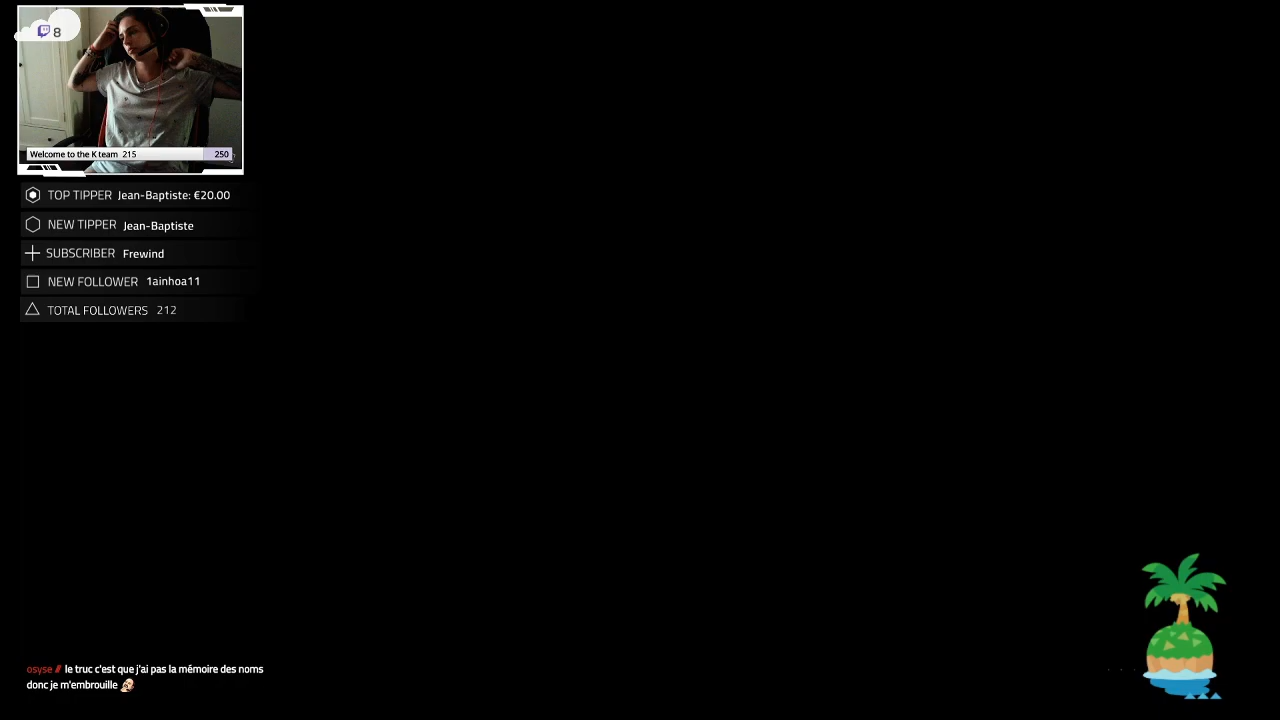 8
Welcome to the K team 215 250
TOP TIPPER Jean-Baptiste: €20.00
NEW TIPPER Jean-Baptiste
SUBSCRIBER Frewind
NEW FOLLOWER 1ainhoa11
TOTAL FOLLOWERS 212
osyse // le truc c'est que j'ai pas la mémoire des noms
donc je m'embrouille